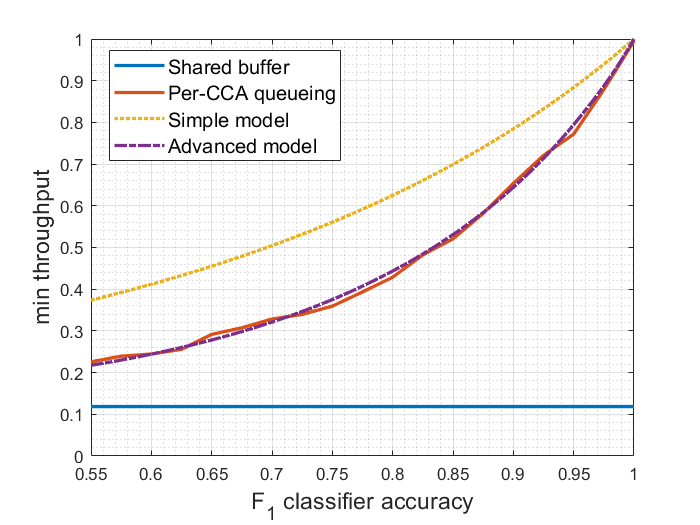 1
0.9
0.8
0.7
0.6
0.5
0.4
0.3
0.2
0.1
0
min throughput
Shared buffer
Per-CCA queueing
Simple model
Advanced model
0.55 0.6 0.65 0.7 0.75 0.8 0.85 0.9 0.95 1
F1 classifier accuracy